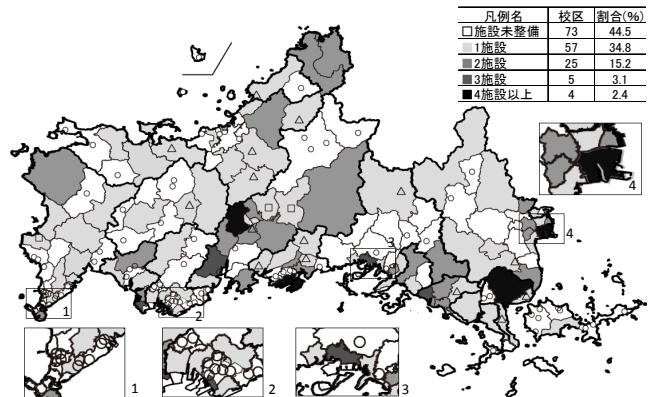 凡例名 校区 割合(%)
□施設未整備 73 44.5
1施設 57 34.8
2施設 25 15.2
3施設 5 3.1
■4施設以上 4 2.4
4
3
4
1
2
1
2
3